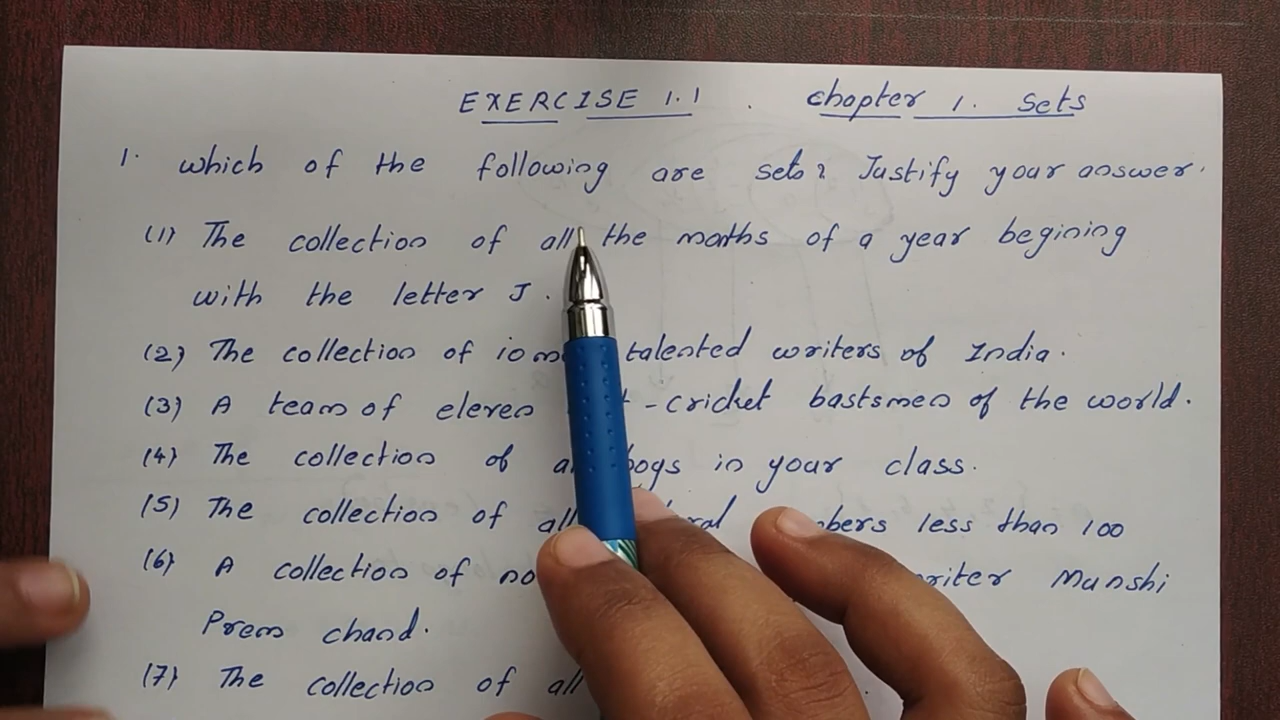 EXERCISE 1.1 . chapter 1. Sets
1. which of the following are sets? Justify your answer.
(1) The collection of all the months of a year begining
with the letter J.
(2) The collection of talented writers of India.
(3) A team of eleven -cricket bastsmen of the world.
(4) The collection of boys in your class.
(5) The collection of all less than 100
(6) A collection of Munshi
Prem chand.
(7) The collection of all